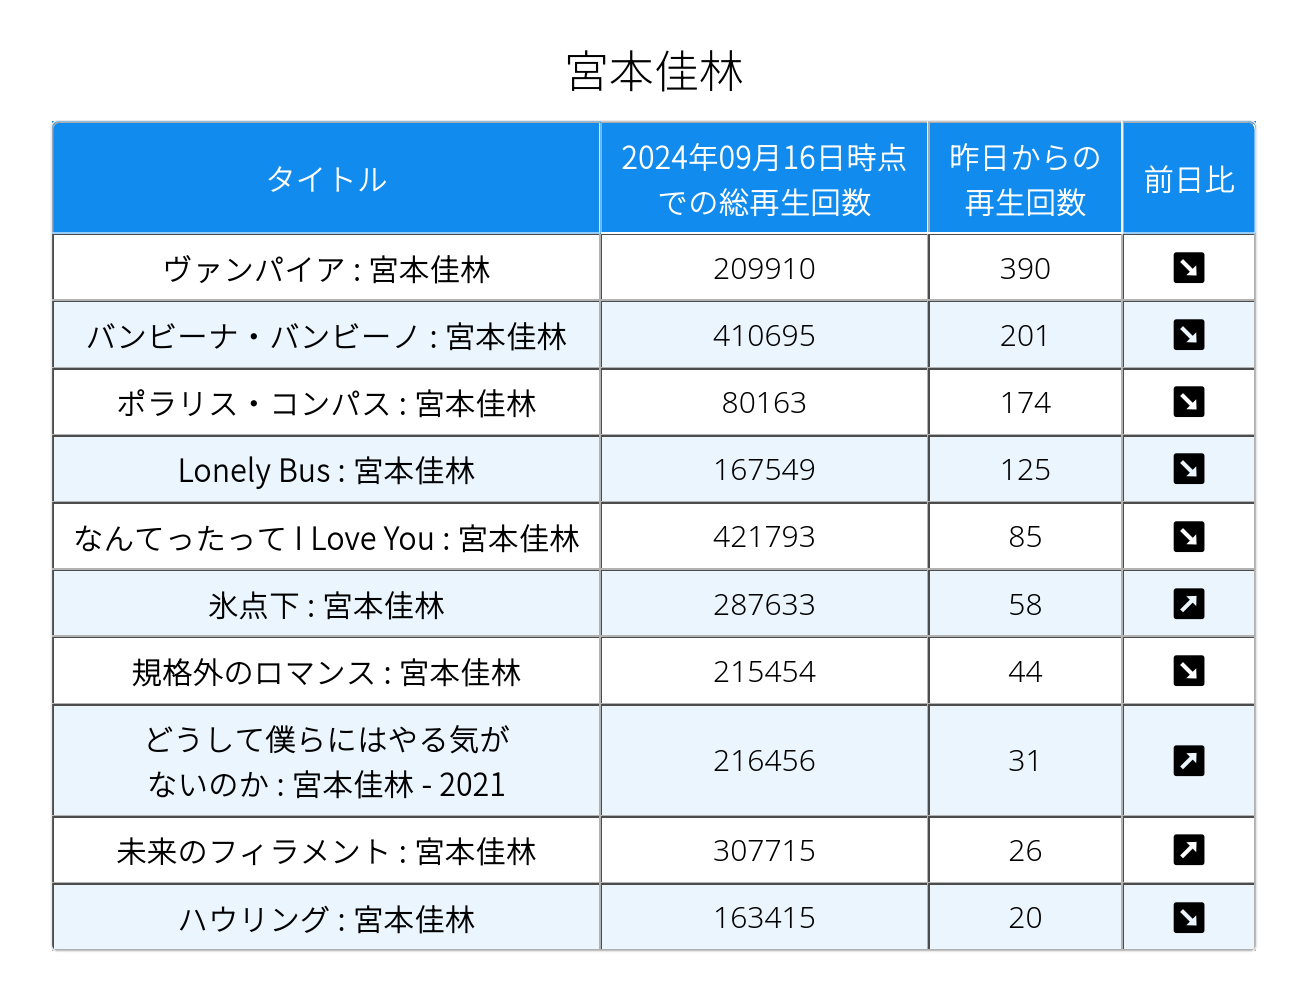 宮本佳林
タイトル
2024年09月16日時点
での総再生回数
昨日からの
再生回数
前日比
ヴァンパイア : 宮本佳林 209910 390 ↘
バンビーナ・バンビーノ : 宮本佳林 410695 201 ↘
ポラリス・コンパス : 宮本佳林 80163 174 ↘
Lonely Bus : 宮本佳林 167549 125 ↘
なんてったって I Love You : 宮本佳林 421793 85 ↘
氷点下 : 宮本佳林 287633 58 ↗
規格外のロマンス : 宮本佳林 215454 44 ↘
どうして僕らにはやる気が
ないのか : 宮本佳林 - 2021 216456 31 ↗
未来のフィラメント : 宮本佳林 307715 26 ↗
ハウリング : 宮本佳林 163415 20 ↘